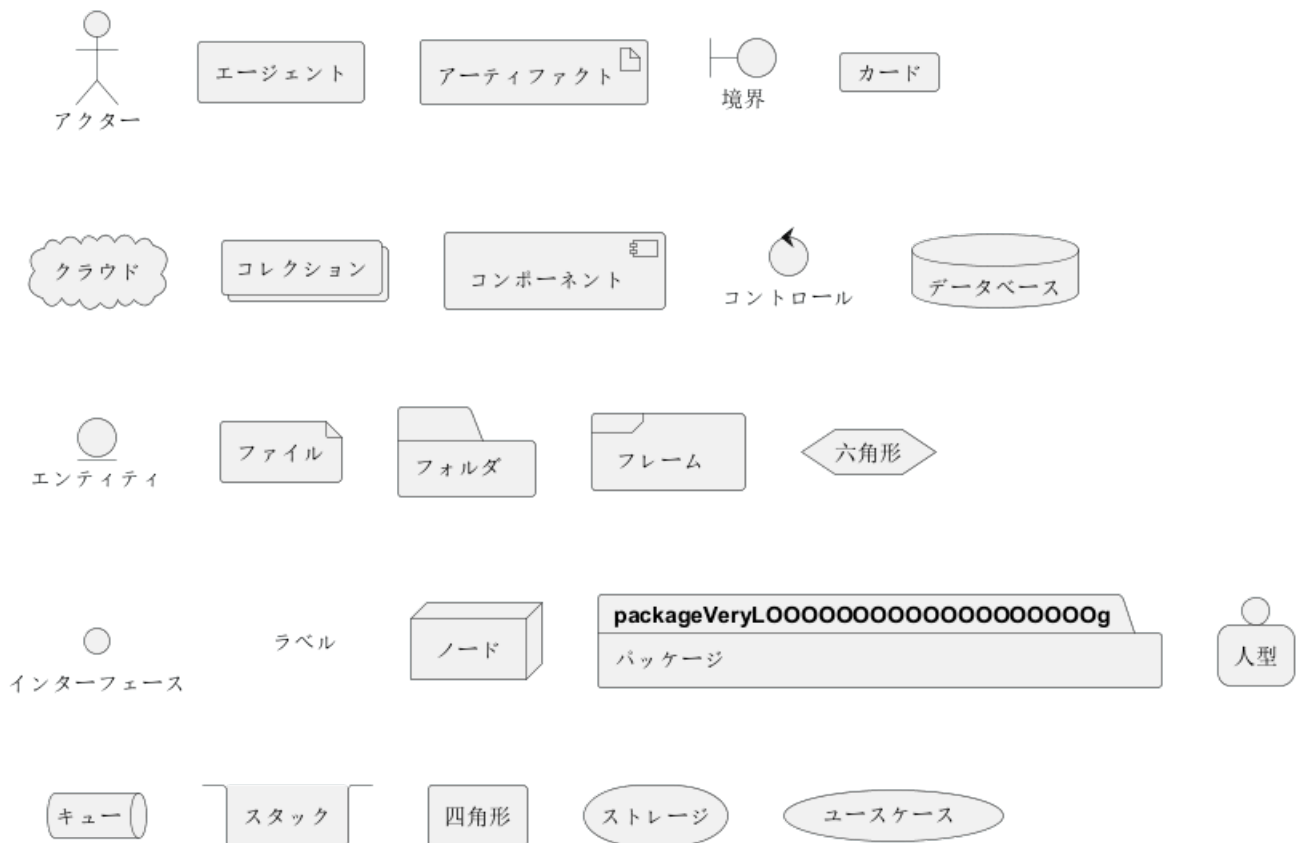 アクター
エージェント
アーティファクト
境界
カード
クラウド
コレクション
コンポーネント
コントロール
データベース
エンティティ
ファイル
フォルダ
フレーム
六角形
インターフェース
ラベル
ノード
packageVeryLOOOOOOOOOOOOOOOOOOOg
パッケージ
人型
キュー
スタック
四角形
ストレージ
ユースケース